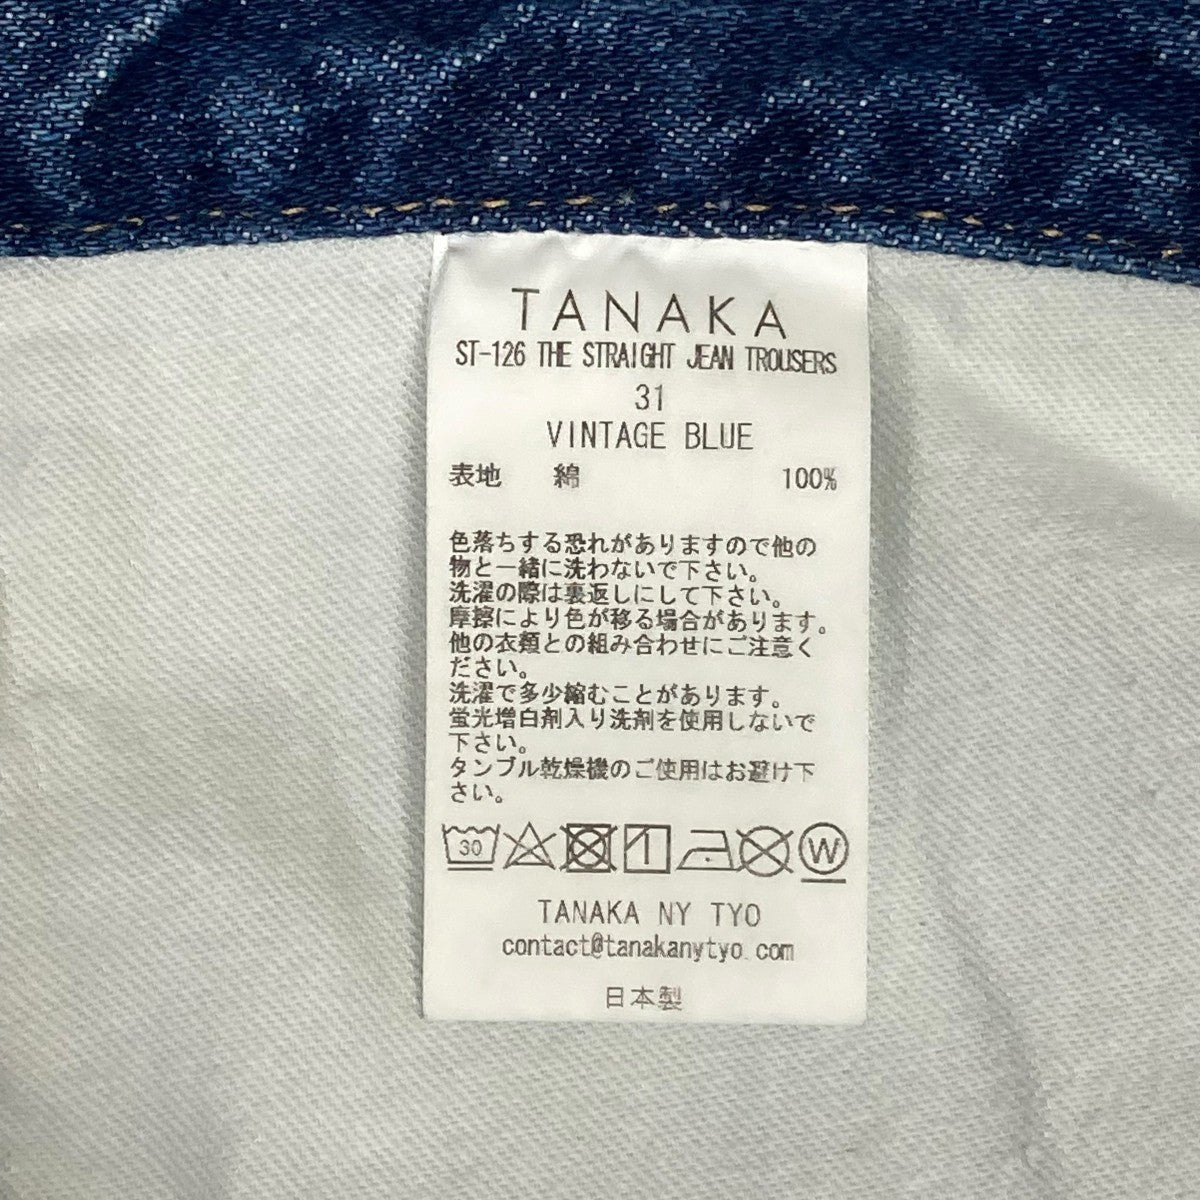 TANAKA
ST-126 THE STRAIGHT JEAN TROUSERS
31
VINTAGE BLUE
表地 綿 100%
色落ちする恐れがありますので他の
物と一緒に洗わないで下さい。
洗濯の際は裏返しにして下さい。
摩擦により色が移る場合があります。
他の衣類との組み合わせにご注意く
ださい。
洗濯で多少縮むことがあります。
蛍光増白剤入り洗剤を使用しないで
下さい。
タンブル乾燥機のご使用はお避け下
さい。
30 W
TANAKA NY TYO
contact@tanakanytyo.com
日本製